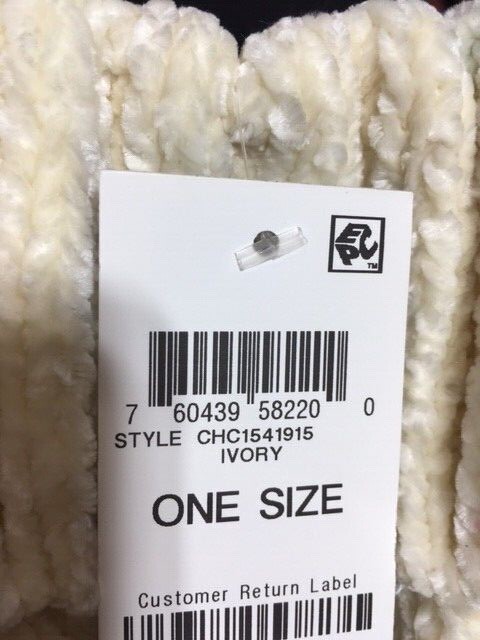 EPC
TM
7 60439 58220 0
STYLE CHC1541915
IVORY
ONE SIZE
Customer Return Label